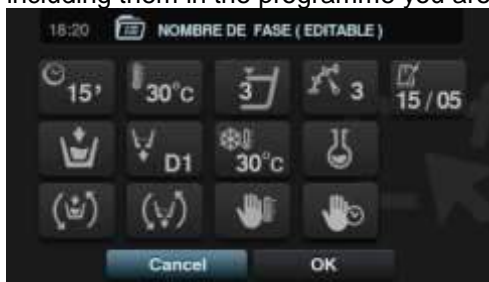 including them in the programme you are
18:20 NOMBRE DE FASE ( EDITABLE )
15' 30°C 3 3 15 / 05
D1 30°C
Cancel OK